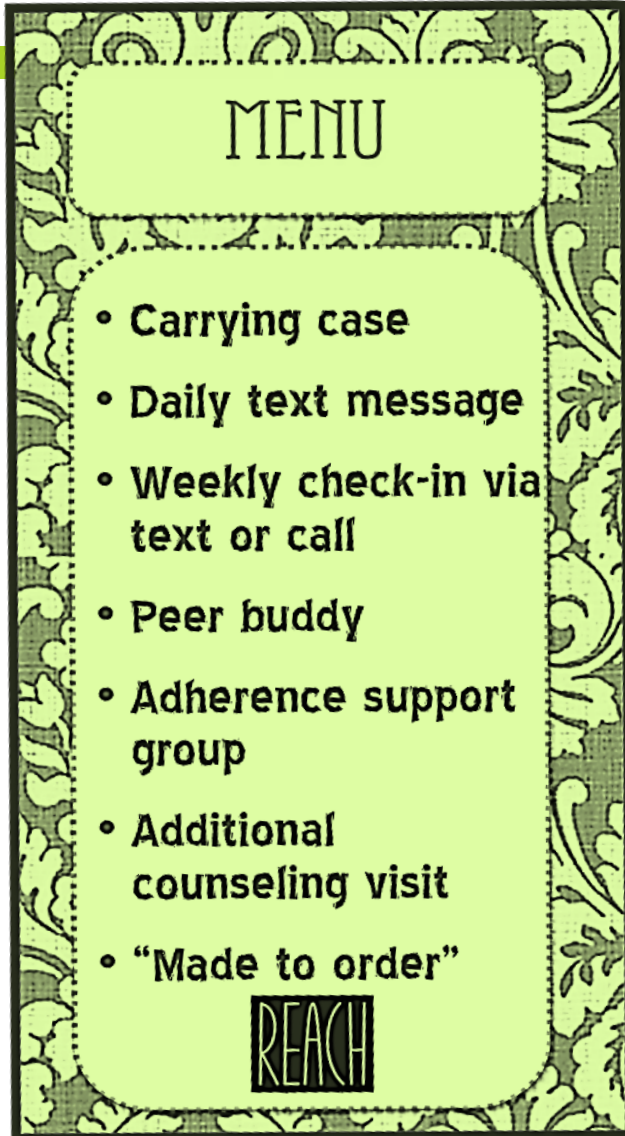 MENU
• Carrying case
• Daily text message
• Weekly check-in via
text or call
• Peer buddy
• Adherence support
group
• Additional
counseling visit
• “Made to order”
REACH